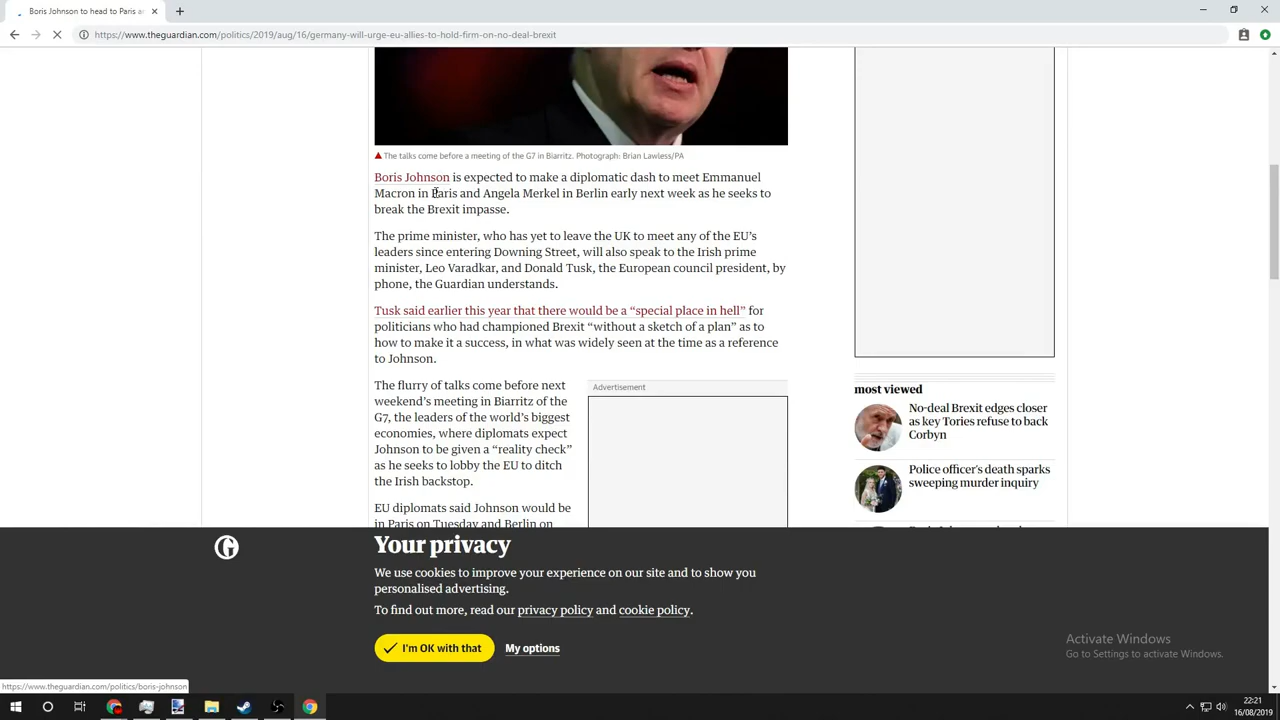 Boris Johnson to head to Paris a
https://www.theguardian.com/politics/2019/aug/16/germany-will-urge-eu-allies-to-hold-firm-on-no-deal-brexit
The talks come before a meeting of the G7 in Biarritz. Photograph: Brian Lawless/PA
Boris Johnson is expected to make a diplomatic dash to meet Emmanuel
Macron in Paris and Angela Merkel in Berlin early next week as he seeks to
break the Brexit impasse.
The prime minister, who has yet to leave the UK to meet any of the EU’s
leaders since entering Downing Street, will also speak to the Irish prime
minister, Leo Varadkar, and Donald Tusk, the European council president, by
phone, the Guardian understands.
Tusk said earlier this year that there would be a “special place in hell” for
politicians who had championed Brexit “without a sketch of a plan” as to
how to make it a success, in what was widely seen at the time as a reference
to Johnson.
The flurry of talks come before next
weekend’s meeting in Biarritz of the
G7, the leaders of the world’s biggest
economies, where diplomats expect
Johnson to be given a “reality check”
as he seeks to lobby the EU to ditch
the Irish backstop.
EU diplomats said Johnson would be
in Paris on Tuesday and Berlin on
Advertisement
most viewed
No-deal Brexit edges closer
as key Tories refuse to back
Corbyn
Police officer’s death sparks
sweeping murder inquiry
Your privacy
We use cookies to improve your experience on our site and to show you
personalised advertising.
To find out more, read our privacy policy and cookie policy.
I’m OK with that
My options
Activate Windows
Go to Settings to activate Windows.
https://www.theguardian.com/politics/boris-johnson
22:21
16/08/2019